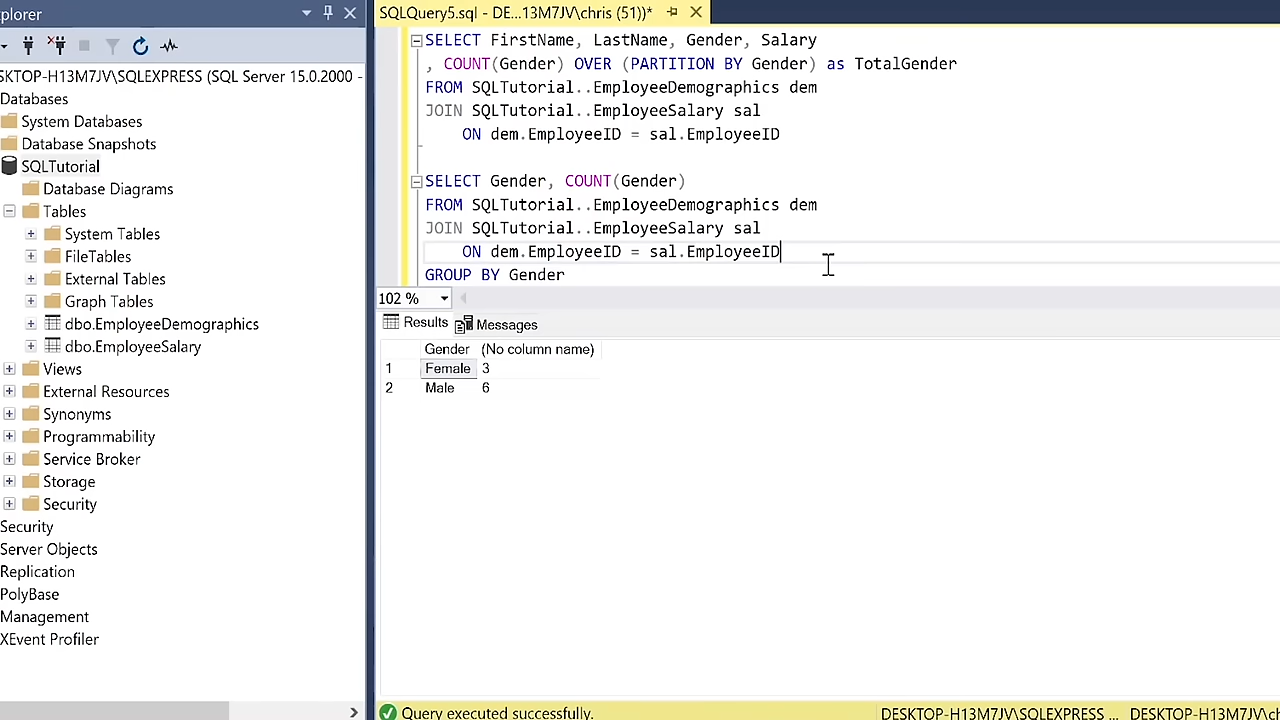 plorer
SKTOP-H13M7JV\SQLEXPRESS (SQL Server 15.0.2000 -
Databases
System Databases
Database Snapshots
SQLTutorial
Database Diagrams
Tables
System Tables
FileTables
External Tables
Graph Tables
dbo.EmployeeDemographics
dbo.EmployeeSalary
Views
External Resources
Synonyms
Programmability
Service Broker
Storage
Security
Security
Server Objects
Replication
PolyBase
Management
XEvent Profiler
SQLQuery5.sql - DE...13M7JV\chris (51))*
SELECT FirstName, LastName, Gender, Salary
, COUNT(Gender) OVER (PARTITION BY Gender) as TotalGender
FROM SQLTutorial..EmployeeDemographics dem
JOIN SQLTutorial..EmployeeSalary sal
ON dem.EmployeeID = sal.EmployeeID
SELECT Gender, COUNT(Gender)
FROM SQLTutorial..EmployeeDemographics dem
JOIN SQLTutorial..EmployeeSalary sal
ON dem.EmployeeID = sal.EmployeeID
GROUP BY Gender
102 %
Results Messages
Gender (No column name)
1 Female 3
2 Male 6
Query executed successfully. DESKTOP-H13M7JV\SQLEXPRESS ... DESKTOP-H13M7JV\ch